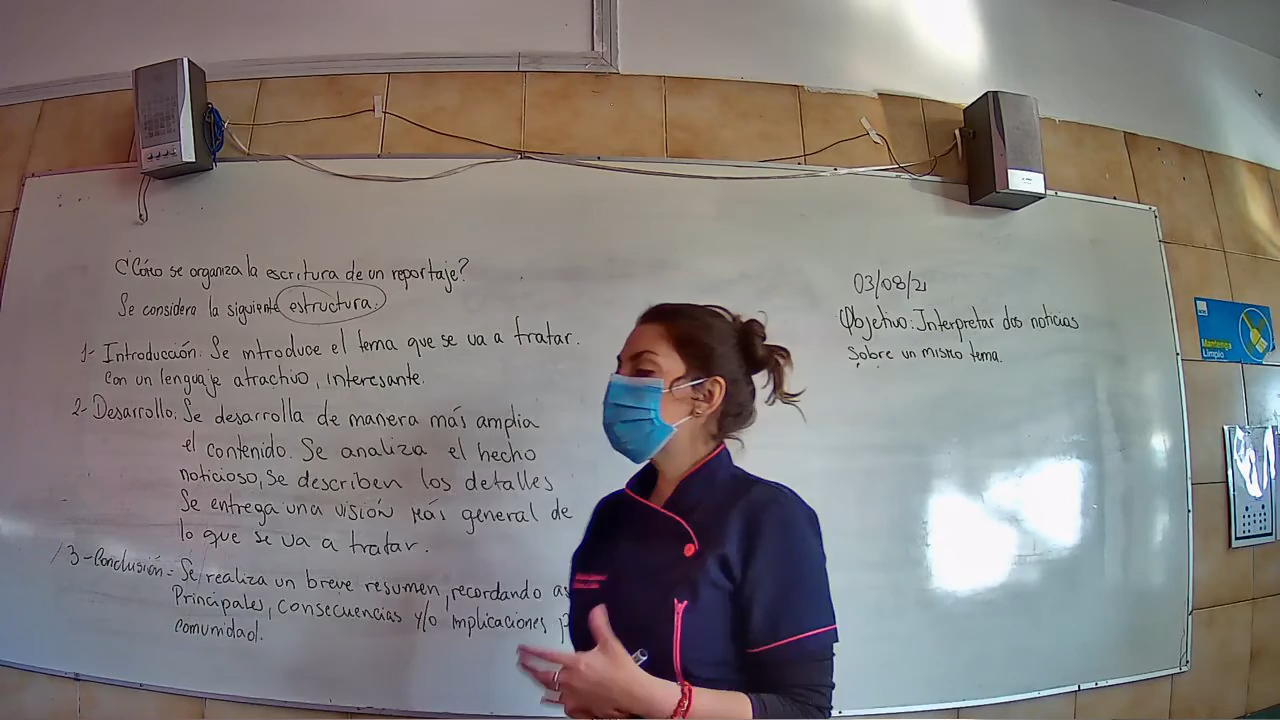 ¿Cómo se organiza la escritura de un reportaje?
Se considera la siguiente estructura.
1- Introducción: Se introduce el tema que se va a tratar.
con un lenguaje atractivo, interesante.
2- Desarrollo: Se desarrolla de manera más amplia
el contenido. Se analiza el hecho
noticioso, se describen los detalles
Se entrega una visión más general de
lo que se va a tratar.
3- Conclusión = Se realiza un breve resumen, recordando
Principales, consecuencias y/o implicaciones
comunidad.
03/08/21
Objetivo: Interpretar dos noticias
sobre un mismo tema.
Mantenga
Limpio